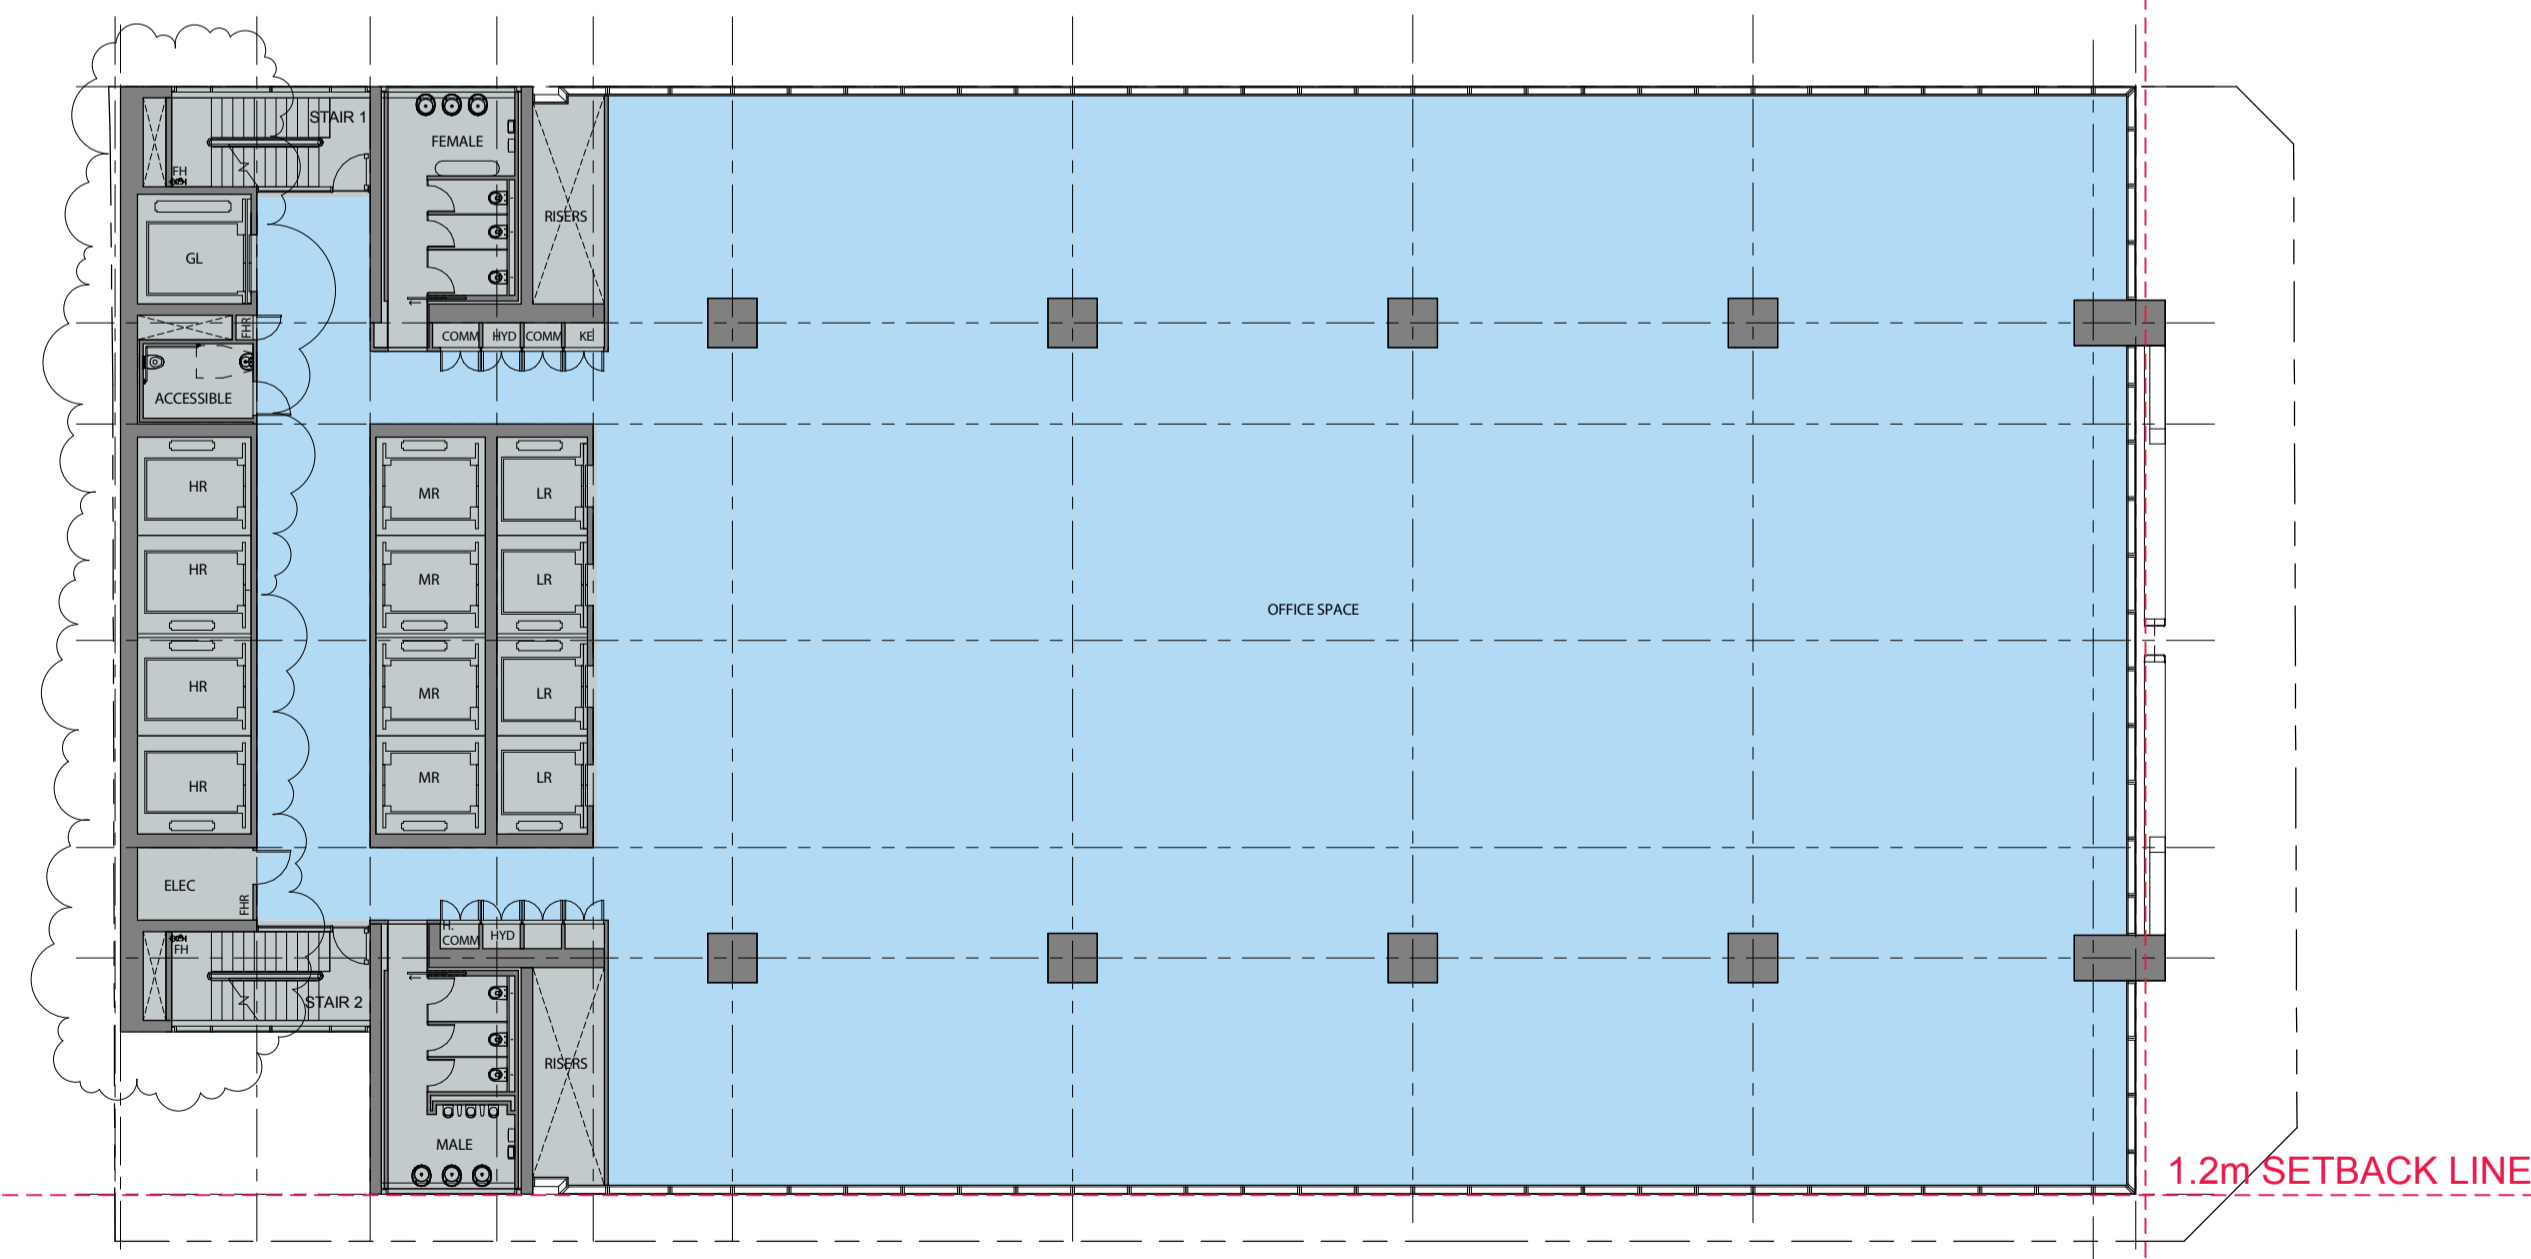 STAIR 1
FEMALE
FH
RISERS
GL
COMM HYD COMM KE
FHR
ACCESSIBLE
HR
MR
LR
HR
MR
LR
OFFICE SPACE
HR
MR
LR
HR
MR
LR
ELEC
FHR
H.
COMM
HYD
FH
STAIR 2
RISERS
MALE
1.2m SETBACK LINE